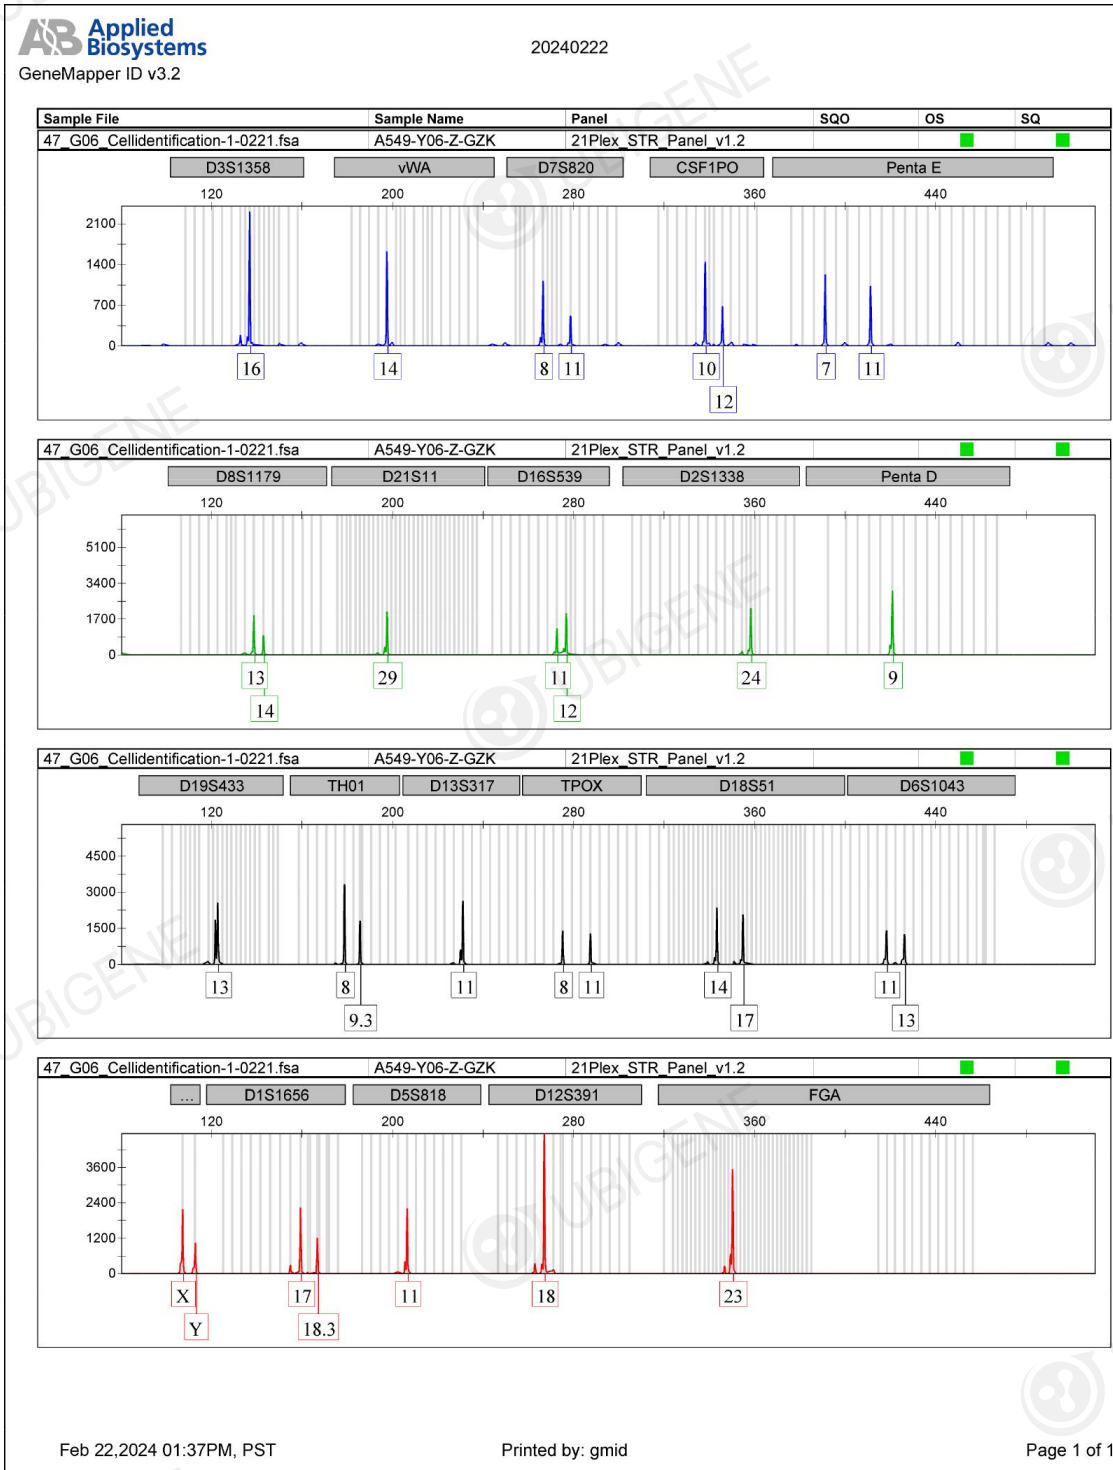 AB Applied Biosystems
GeneMapper ID v3.2
20240222
Sample File Sample Name Panel SQO OS SQ
47_G06_Cellidentification-1-0221.fsa A549-Y06-Z-GZK 21Plex_STR_Panel_v1.2
D3S1358 vWA D7S820 CSF1PO Penta E
120 200 280 360 440
2100
1400
700
0
16 14 8 11 10 7 11
12
47_G06_Cellidentification-1-0221.fsa A549-Y06-Z-GZK 21Plex_STR_Panel_v1.2
D8S1179 D21S11 D16S539 D2S1338 Penta D
120 200 280 360 440
5100
3400
1700
0
13 29 11 24 9
14 12
47_G06_Cellidentification-1-0221.fsa A549-Y06-Z-GZK 21Plex_STR_Panel_v1.2
D19S433 TH01 D13S317 TPOX D18S51 D6S1043
120 200 280 360 440
4500
3000
1500
0
13 8 11 8 11 14 11
9.3 17 13
47_G06_Cellidentification-1-0221.fsa A549-Y06-Z-GZK 21Plex_STR_Panel_v1.2
... D1S1656 D5S818 D12S391 FGA
120 200 280 360 440
3600
2400
1200
0
X 17 11 18 23
Y 18.3
Feb 22,2024 01:37PM, PST Printed by: gmid Page 1 of 1
UBIGENE
UBIGENE
UBIGENE
UBIGENE
UBIGENE